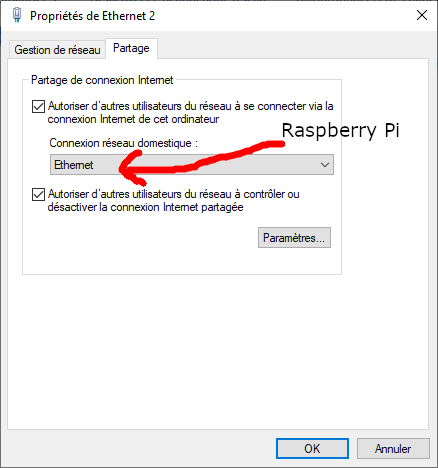 Propriétés de Ethernet 2
Gestion de réseau
Partage
Partage de connexion Internet
Autoriser d'autres utilisateurs du réseau à se connecter via la
connexion Internet de cet ordinateur
Raspberry Pi
Connexion réseau domestique :
Ethernet
Autoriser d'autres utilisateurs du réseau à contrôler ou
désactiver la connexion Internet partagée
Paramètres...
OK
Annuler